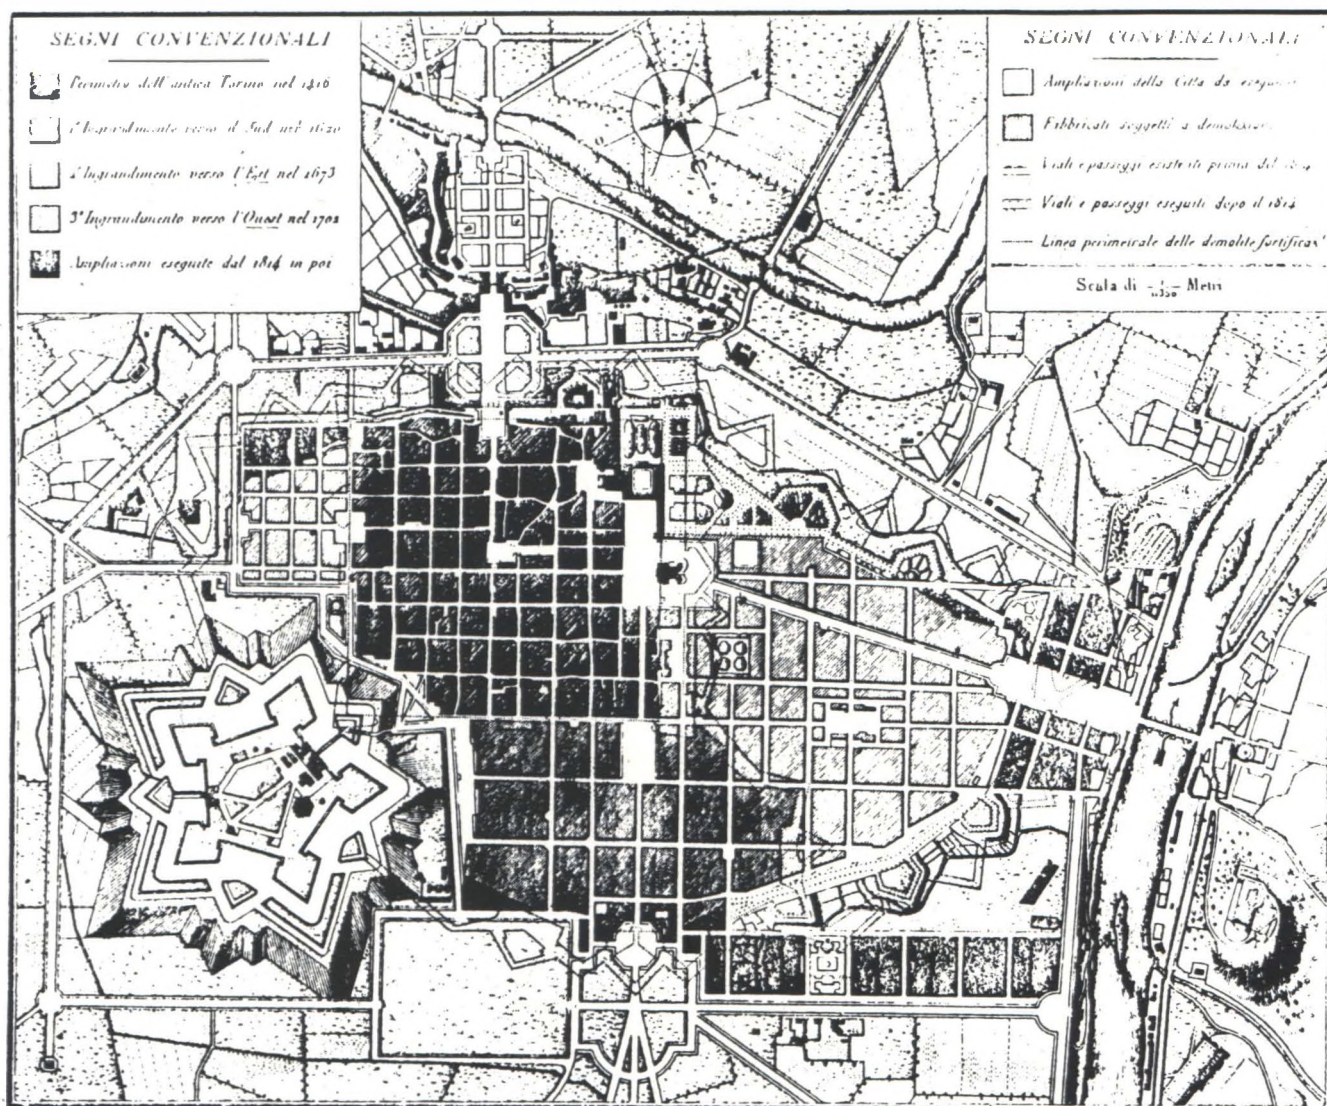 SEGNI CONVENZIONALI
Perimetro dell'antica Torino nel 1416
1° Ingrandimento verso il Sud nel 1620
2° Ingrandimento verso l'Est nel 1673
3° Ingrandimento verso l'Ouest nel 1702
Ampliazioni eseguite dal 1814 in poi
SEGNI CONVENZIONALI
Ampliazioni della Città da eseguirsi
Fabbricati soggetti a demolizione
Viali e passeggi esistenti prima del 1814
Viali e passeggi eseguiti dopo il 1814
Linea perimetrale delle demolite fortificaz'
Scala di Metri